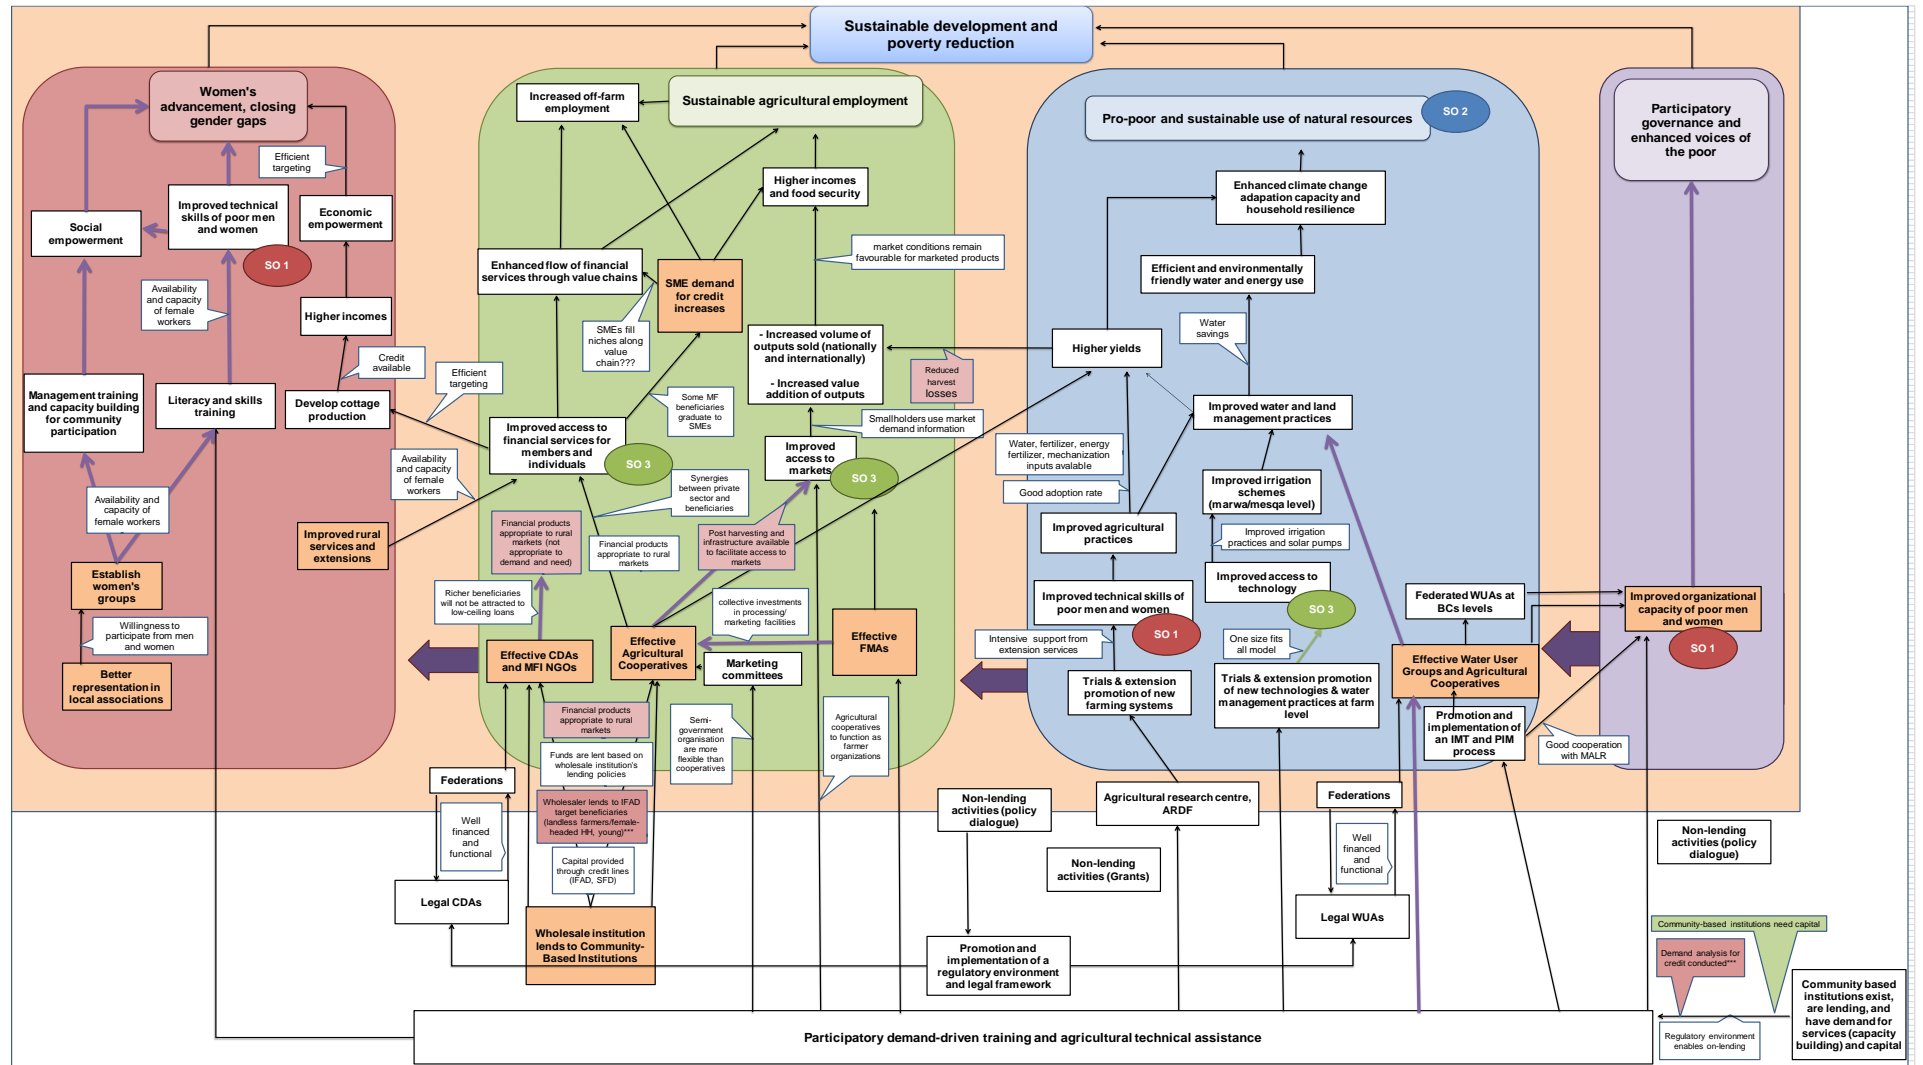 Sustainable development and
poverty reduction
Women's
advancement, closing
gender gaps
Efficient
targeting
Improved technical
skills of poor men
and women
SO 1
Social
empowerment
Economic
empowerment
Availability
and capacity
of female
workers
Higher incomes
Credit
available
Management training
and capacity building
for community
participation
Literacy and skills
training
Develop cottage
production
Efficient
targeting
Availability
and capacity
of female
workers
Availability and
capacity of
female workers
Improved rural
services and
extensions
Establish
women's
groups
Willingness to
participate from men
and women
Better
representation in
local associations
Increased off-farm
employment
Sustainable agricultural employment
Higher incomes
and food security
market conditions remain
favourable for marketed products
Enhanced flow of financial
services through value chains
SME demand
for credit
increases
SMEs fill
niches along
value
chain???
- Increased volume of
outputs sold (nationally
and internationally)
- Increased value
addition of outputs
Reduced
harvest
losses
Some MF
beneficiaries
graduate to
SMEs
Smallholders use market
demand information
Improved access to
financial services for
members and
individuals
SO 3
Improved
access to
markets
SO 3
Synergies
between private
sector and
beneficiaries
Financial products
appropriate to rural
markets (not
appropriate to
demand and need)
Financial products
appropriate to rural
markets
Post harvesting and
infrastructure available
to facilitate access to
markets
Richer beneficiaries
will not be attracted to
low-ceiling loans
collective investments
in processing/
marketing facilities
Effective CDAs
and MFI NGOs
Effective
Agricultural
Cooperatives
Marketing
committees
Effective
FMAs
Financial products
appropriate to rural
markets
Semi-
government
organisation
are more
flexible than
cooperatives
Agricultural
cooperatives
to function as
farmer
organizations
Funds are lent based on
wholesale institution's
lending policies
Wholesaler lends to IFAD
target beneficiaries
(landless farmers/female-
headed HH, young)***
Capital provided
through credit lines
(IFAD, SFD)
Federations
Well
financed
and
functional
Legal CDAs
Wholesale institution
lends to Community-
Based Institutions
Pro-poor and sustainable use of natural resources
SO 2
Enhanced climate change
adapation capacity and
household resilience
Efficient and environmentally
friendly water and energy use
Water
savings
Higher yields
Improved water and land
management practices
Water, fertilizer, energy
fertilizer, mechanization
inputs avalable
Good adoption rate
Improved irrigation
schemes
(marwa/mesqa level)
Improved agricultural
practices
Improved irrigation
practices and solar pumps
Improved technical skills of
poor men and women
SO 1
Improved access to
technology
SO 3
Intensive support from
extension services
One size fits
all model
Trials & extension
promotion of new
farming systems
Trials & extension promotion
of new technologies & water
management practices at farm
level
Federated WUAs at
BCs levels
Effective Water User
Groups and Agricultural
Cooperatives
Promotion and
implementation of
an IMT and PIM
process
Participatory
governance and
enhanced voices of
the poor
Improved organizational
capacity of poor men
and women
SO 1
Good cooperation
with MALR
Non-lending
activities (policy
dialogue)
Agricultural research centre,
ARDF
Non-lending
activities (Grants)
Federations
Well
financed
and
functional
Legal WUAs
Non-lending
activities (policy
dialogue)
Promotion and
implementation of a
regulatory environment
and legal framework
Community-based institutions need capital
Demand analysis for
credit conducted***
Regulatory environment
enables on-lending
Community based
institutions exist,
are lending, and
have demand for
services (capacity
building) and capital
Participatory demand-driven training and agricultural technical assistance